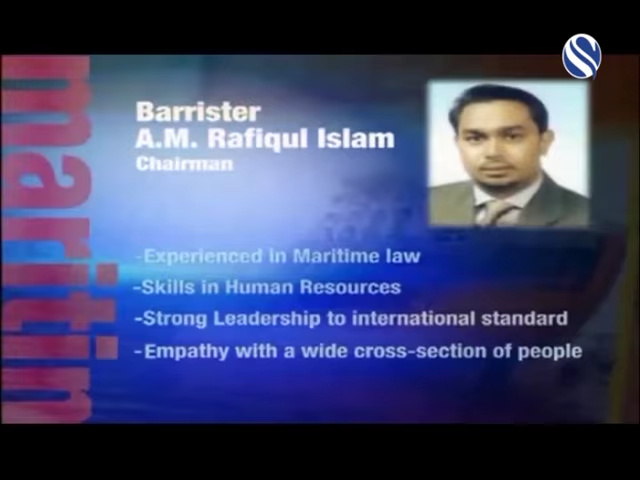 maritim
Barrister
A.M. Rafiqul Islam
Chairman
-Experienced in Maritime law
-Skills in Human Resources
-Strong Leadership to international standard
-Empathy with a wide cross-section of people